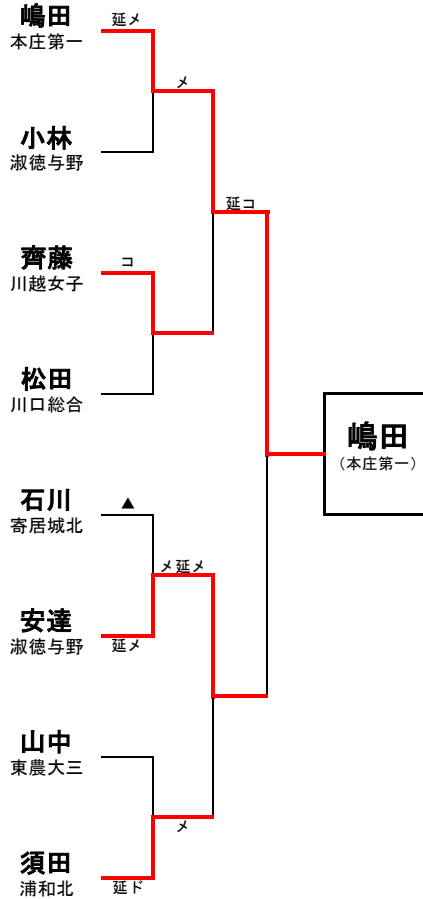 嶋田
本庄第一
延メ
メ
小林
淑徳与野
延コ
齊藤
川越女子
コ
松田
川口総合
嶋田
（本庄第一）
石川
寄居城北
▲
メ延メ
安達
淑徳与野
延メ
山中
東農大三
メ
須田
浦和北
延ド